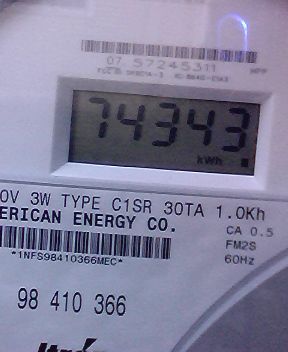 07 57245311
74343
kWh
0V 3W TYPE C1SR 30TA 1.0Kh
ERICAN ENERGY CO.
CA 0.5
FM2S
*1NFS98410366MEC*
60Hz
98 410 366
Itron